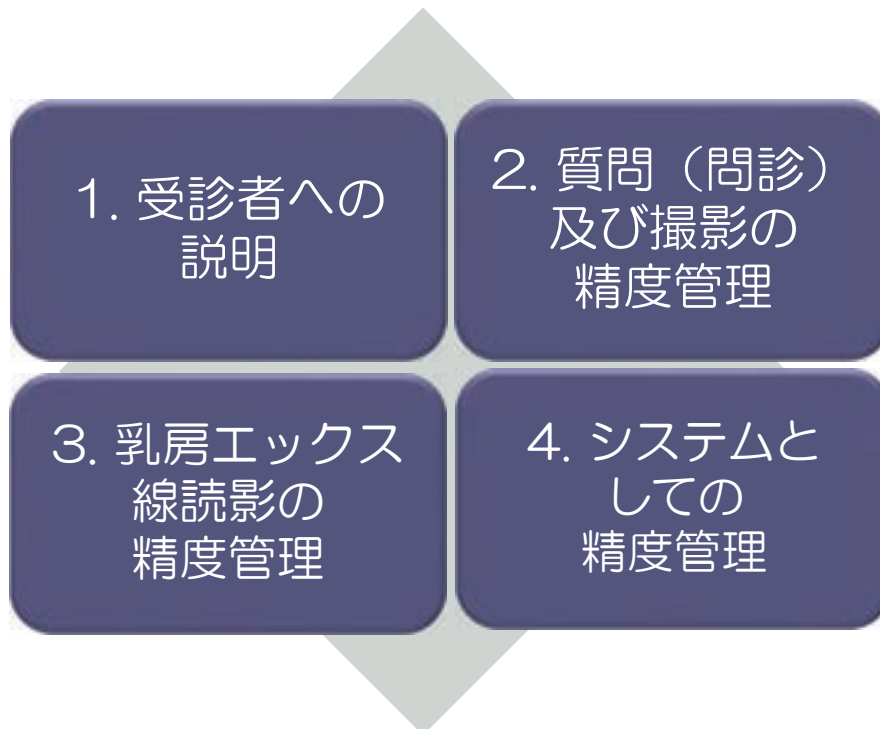 1. 受診者への
説明
2. 質問（問診）
及び撮影の
精度管理
3. 乳房エックス
線読影の
精度管理
4. システムと
しての
精度管理